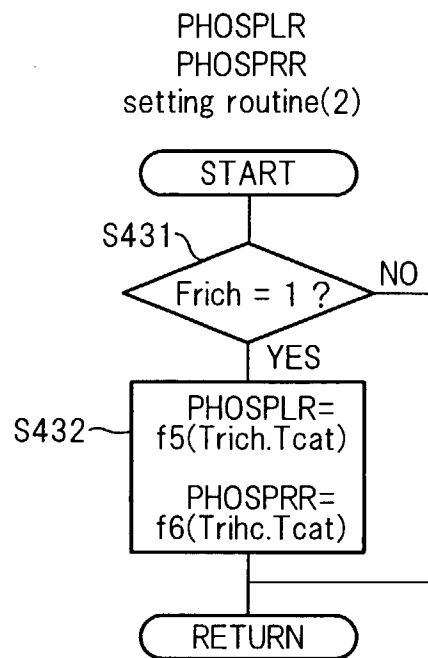 PHOSPLR
PHOSPRR
setting routine(2)
START
S431
Frich = 1 ?
NO
YES
S432
PHOSPLR=
f5(Trich.Tcat)
PHOSPRR=
f6(Trihc.Tcat)
RETURN